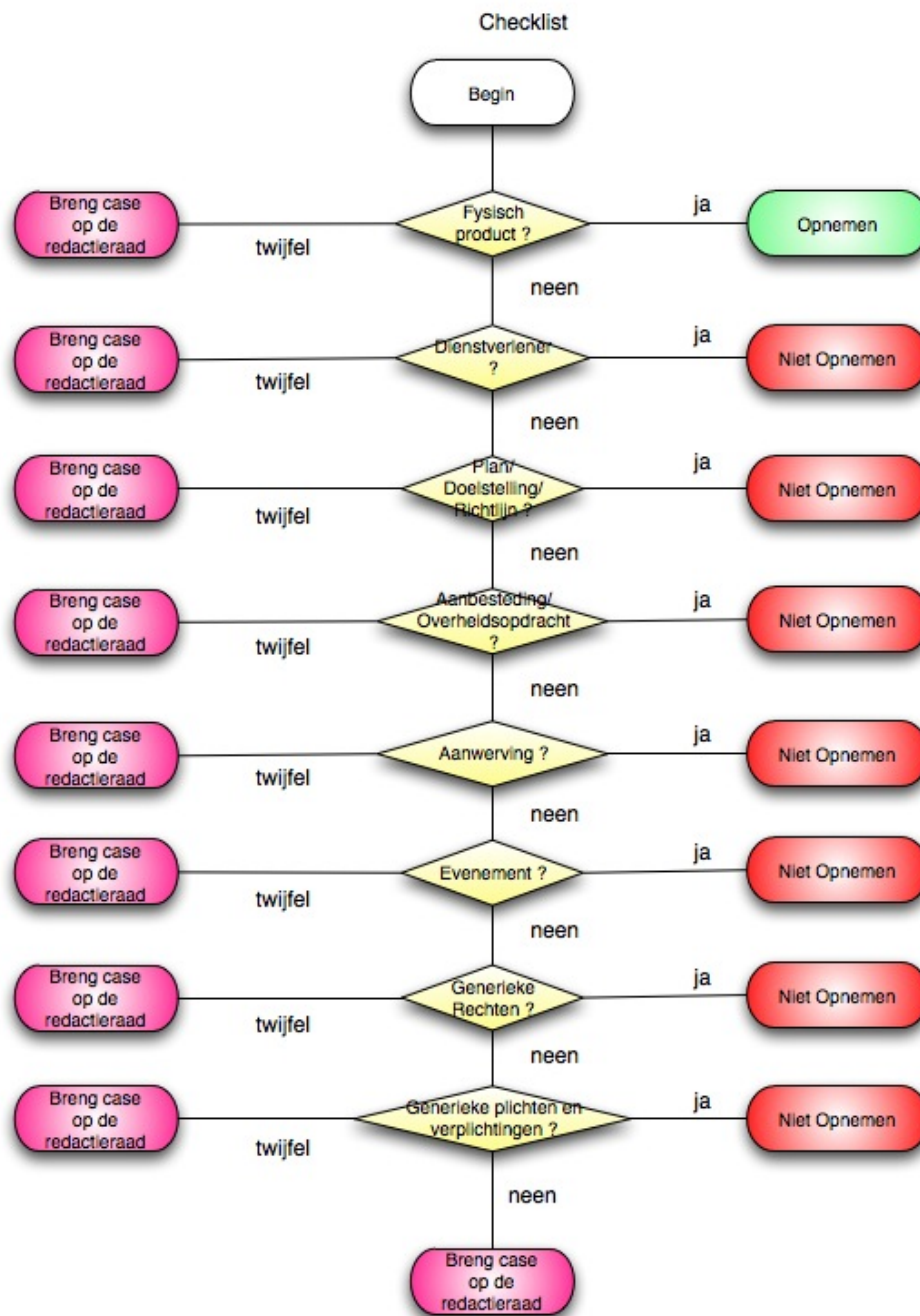 Checklist
Begin
Breng case
op de
redactieraad
twijfel
Fysisch
product ?
ja
Opnemen
neen
Breng case
op de
redactieraad
twijfel
Dienstverlener
?
ja
Niet Opnemen
neen
Breng case
op de
redactieraad
twijfel
Plan/
Doelstelling/
Richtlijn ?
ja
Niet Opnemen
neen
Breng case
op de
redactieraad
twijfel
Aanbesteding/
Overheidsopdracht
?
ja
Niet Opnemen
neen
Breng case
op de
redactieraad
twijfel
Aanwerving ?
ja
Niet Opnemen
neen
Breng case
op de
redactieraad
twijfel
Evenement ?
ja
Niet Opnemen
neen
Breng case
op de
redactieraad
twijfel
Generieke
Rechten ?
ja
Niet Opnemen
neen
Breng case
op de
redactieraad
twijfel
Generieke plichten en
verplichtingen ?
ja
Niet Opnemen
neen
Breng case
op de
redactieraad